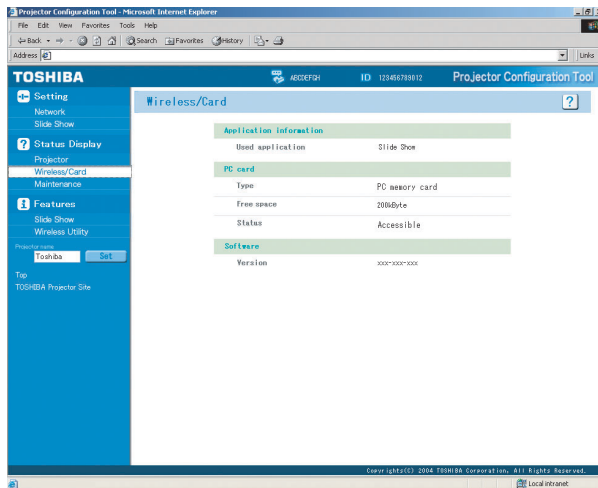 Projector Configuration Tool - Microsoft Internet Explorer
File Edit View Favorites Tools Help
Back Search Favorites History
Address Links
TOSHIBA ABCDEFGH ID 123456789012 Projector Configuration Tool
Setting
Network
Slide Show
Status Display
Projector
Wireless/Card
Maintenance
Features
Slide Show
Wireless Utility
Projector name
Toshiba Set
Top
TOSHIBA Projector Site
Wireless/Card ?
Application information
Used application Slide Show
PC card
Type PC memory card
Free space 200kByte
Status Accessible
Software
Version xxx-xxx-xxx
Copyrights(C) 2004 TOSHIBA Corporation, All Rights Reserved.
Local intranet